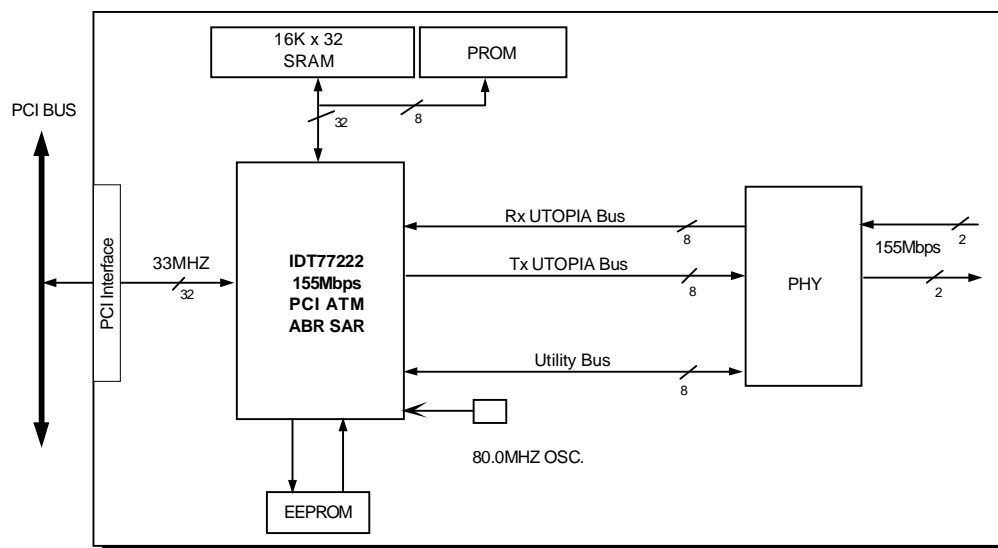 16K x 32
SRAM
PROM
32
8
PCI BUS
PCI Interface
33MHZ
32
IDT77222
155Mbps
PCI ATM
ABR SAR
Rx UTOPIA Bus
8
Tx UTOPIA Bus
8
Utility Bus
8
PHY
155Mbps
2
2
80.0MHZ OSC.
EEPROM